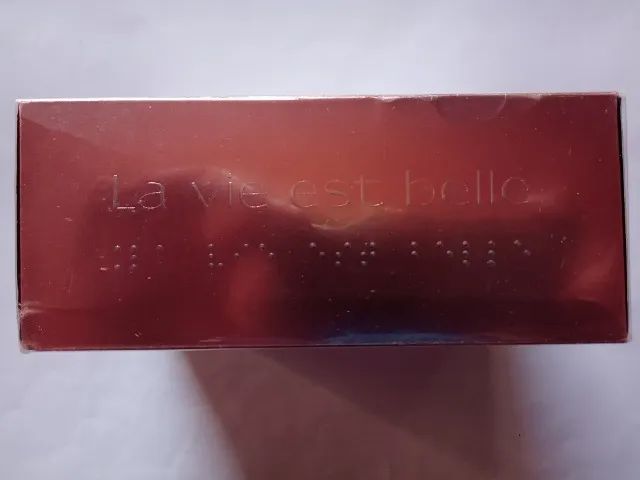 La vie est belle
⠨⠇⠁ ⠧⠊⠑ ⠑⠎⠞ ⠃⠑⠇⠇⠑